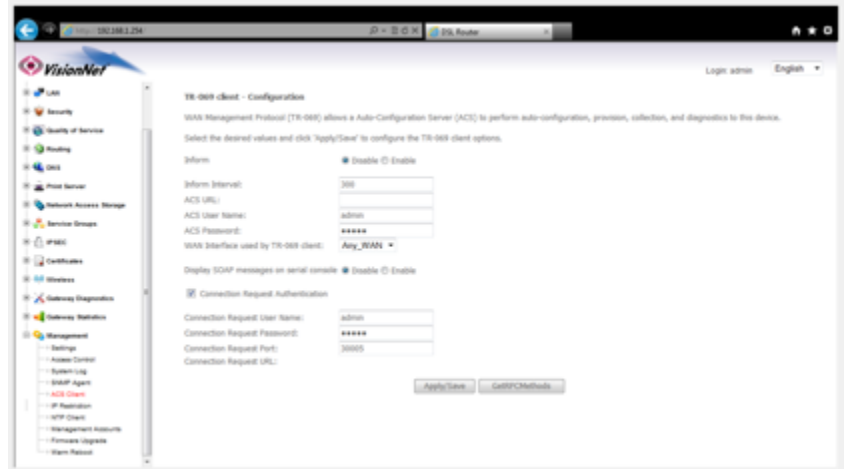 http://192.168.1.254/
DSL Router
VisionNet
Login: admin
English
LAN
Security
Quality of Service
Routing
DNS
Print Server
Network Access Storage
Service Groups
IPSEC
Certificates
Wireless
Gateway Diagnostics
Gateway Statistics
Management
Settings
Access Control
System Log
SNMP Agent
ACS Client
IP Restriction
NTP Client
Management Accounts
Firmware Upgrade
Warm Reboot
TR-069 client - Configuration
WAN Management Protocol (TR-069) allows a Auto-Configuration Server (ACS) to perform auto-configuration, provision, collection, and diagnostics to this device.
Select the desired values and click 'Apply/Save' to configure the TR-069 client options.
Inform Disable Enable
Inform Interval: 300
ACS URL:
ACS User Name: admin
ACS Password: •••••
WAN Interface used by TR-069 client: Any_WAN
Display SOAP messages on serial console Disable Enable
Connection Request Authentication
Connection Request User Name: admin
Connection Request Password: •••••
Connection Request Port: 30005
Connection Request URL:
Apply/Save GetRPCMethods